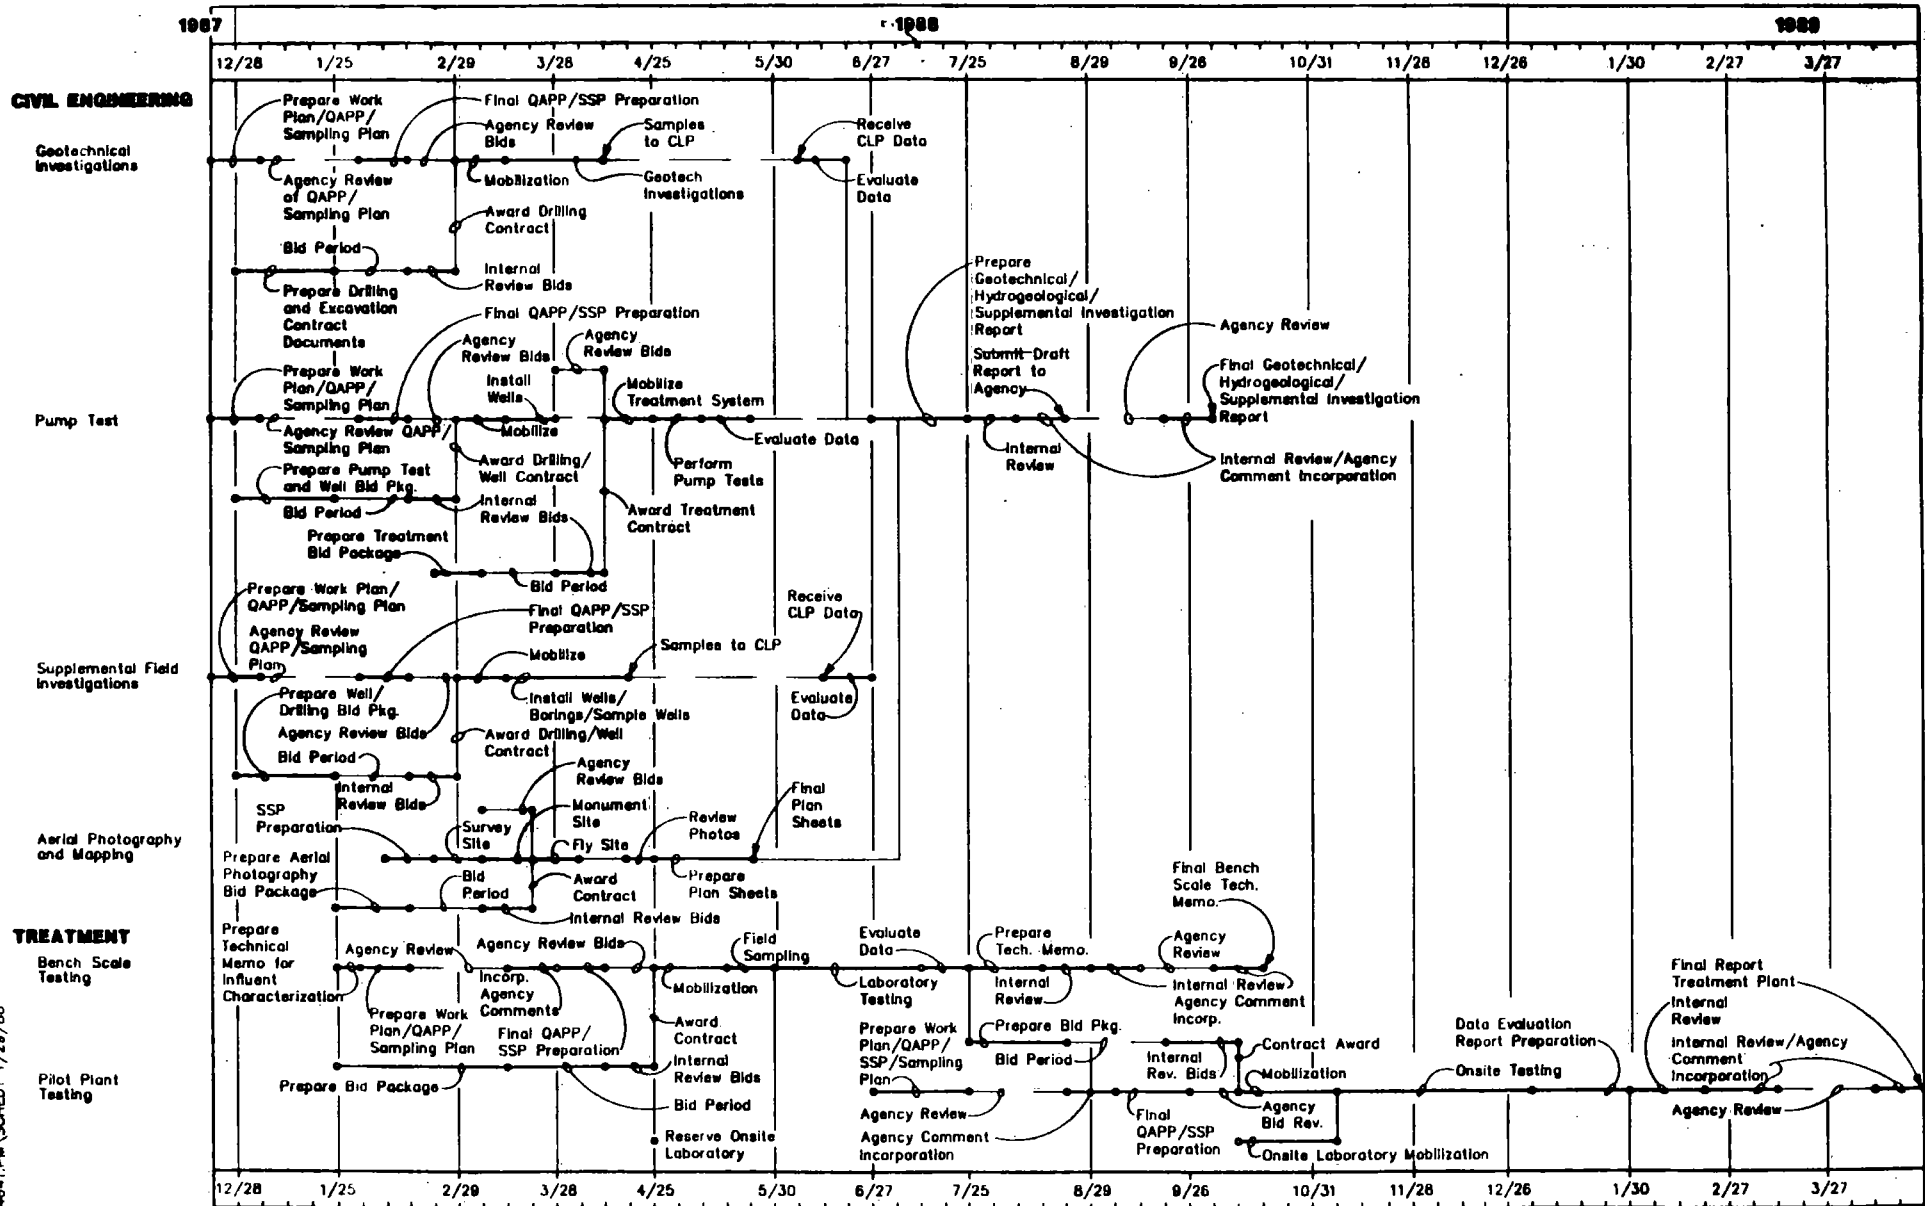 1987
1988
1989
12/28 1/25 2/29 3/28 4/25 5/30 6/27 7/25 8/29 9/26 10/31 11/28 12/26 1/30 2/27 3/27
CIVIL ENGINEERING
Geotechnical
Investigations
Prepare Work
Plan/QAPP/
Sampling Plan
Final QAPP/SSP Preparation
Agency Review
Bids
Samples
to CLP
Receive
CLP Data
Agency Review
of QAPP/
Sampling Plan
Mobilization
Geotech
Investigations
Evaluate
Data
Award Drilling
Contract
Bid Period
Internal
Review Bids
Prepare Drilling
and Excavation
Contract
Documents
Pump Test
Final QAPP/SSP Preparation
Agency
Review Bids
Agency
Review Bids
Prepare Work
Plan/QAPP/
Sampling Plan
Install
Wells
Mobilize
Treatment System
Prepare
Geotechnical/
Hydrogeological/
Supplemental Investigation
Report
Submit Draft
Report to
Agency
Agency Review
Final Geotechnical/
Hydrogeological/
Supplemental Investigation
Report
Agency Review QAPP/
Sampling Plan
Mobilize
Evaluate Data
Internal
Review
Internal Review/Agency
Comment Incorporation
Prepare Pump Test
and Well Bid Pkg.
Award Drilling/
Well Contract
Perform
Pump Tests
Bid Period
Internal
Review Bids
Award Treatment
Contract
Prepare Treatment
Bid Package
Bid Period
Supplemental Field
Investigations
Prepare Work Plan/
QAPP/Sampling Plan
Agency Review
QAPP/Sampling
Plan
Final QAPP/SSP
Preparation
Receive
CLP Data
Mobilize
Samples to CLP
Prepare Well/
Drilling Bid Pkg.
Install Wells/
Borings/Sample Wells
Evaluate
Data
Agency Review Bids
Award Drilling/Well
Contract
Bid Period
Internal
Review Bids
Aerial Photography
and Mapping
Agency
Review Bids
SSP
Preparation
Survey
Site
Monument
Site
Review
Photos
Final
Plan
Sheets
Fly Site
Prepare Aerial
Photography
Bid Package
Bid
Period
Award
Contract
Prepare
Plan Sheets
Internal Review Bids
TREATMENT
Bench Scale
Testing
Prepare
Technical
Memo for
Influent
Characterization
Agency Review
Agency Review Bids
Field
Sampling
Evaluate
Data
Prepare
Tech. Memo.
Agency
Review
Final Bench
Scale Tech.
Memo.
Incorp.
Agency
Comments
Mobilization
Laboratory
Testing
Internal
Review
Internal Review
Agency Comment
Incorp.
Prepare Work
Plan/QAPP/
Sampling Plan
Final QAPP/
SSP Preparation
Award
Contract
Pilot Plant
Testing
Prepare Bid Package
Bid Period
Internal
Review Bids
Reserve Onsite
Laboratory
Prepare Work
Plan/QAPP/
SSP/Sampling
Plan
Prepare Bid Pkg.
Bid Period
Internal
Rev. Bids
Contract Award
Mobilization
Onsite Testing
Data Evaluation
Report Preparation
Final Report
Treatment Plant
Internal
Review
Internal Review/Agency
Comment
Incorporation
Agency Review
Agency Review
Agency Comment
Incorporation
Final
QAPP/SSP
Preparation
Agency
Bid Rev.
Onsite Laboratory Mobilization
12/28 1/25 2/29 3/28 4/25 5/30 6/27 7/25 8/29 9/26 10/31 11/28 12/26 1/30 2/27 3/27